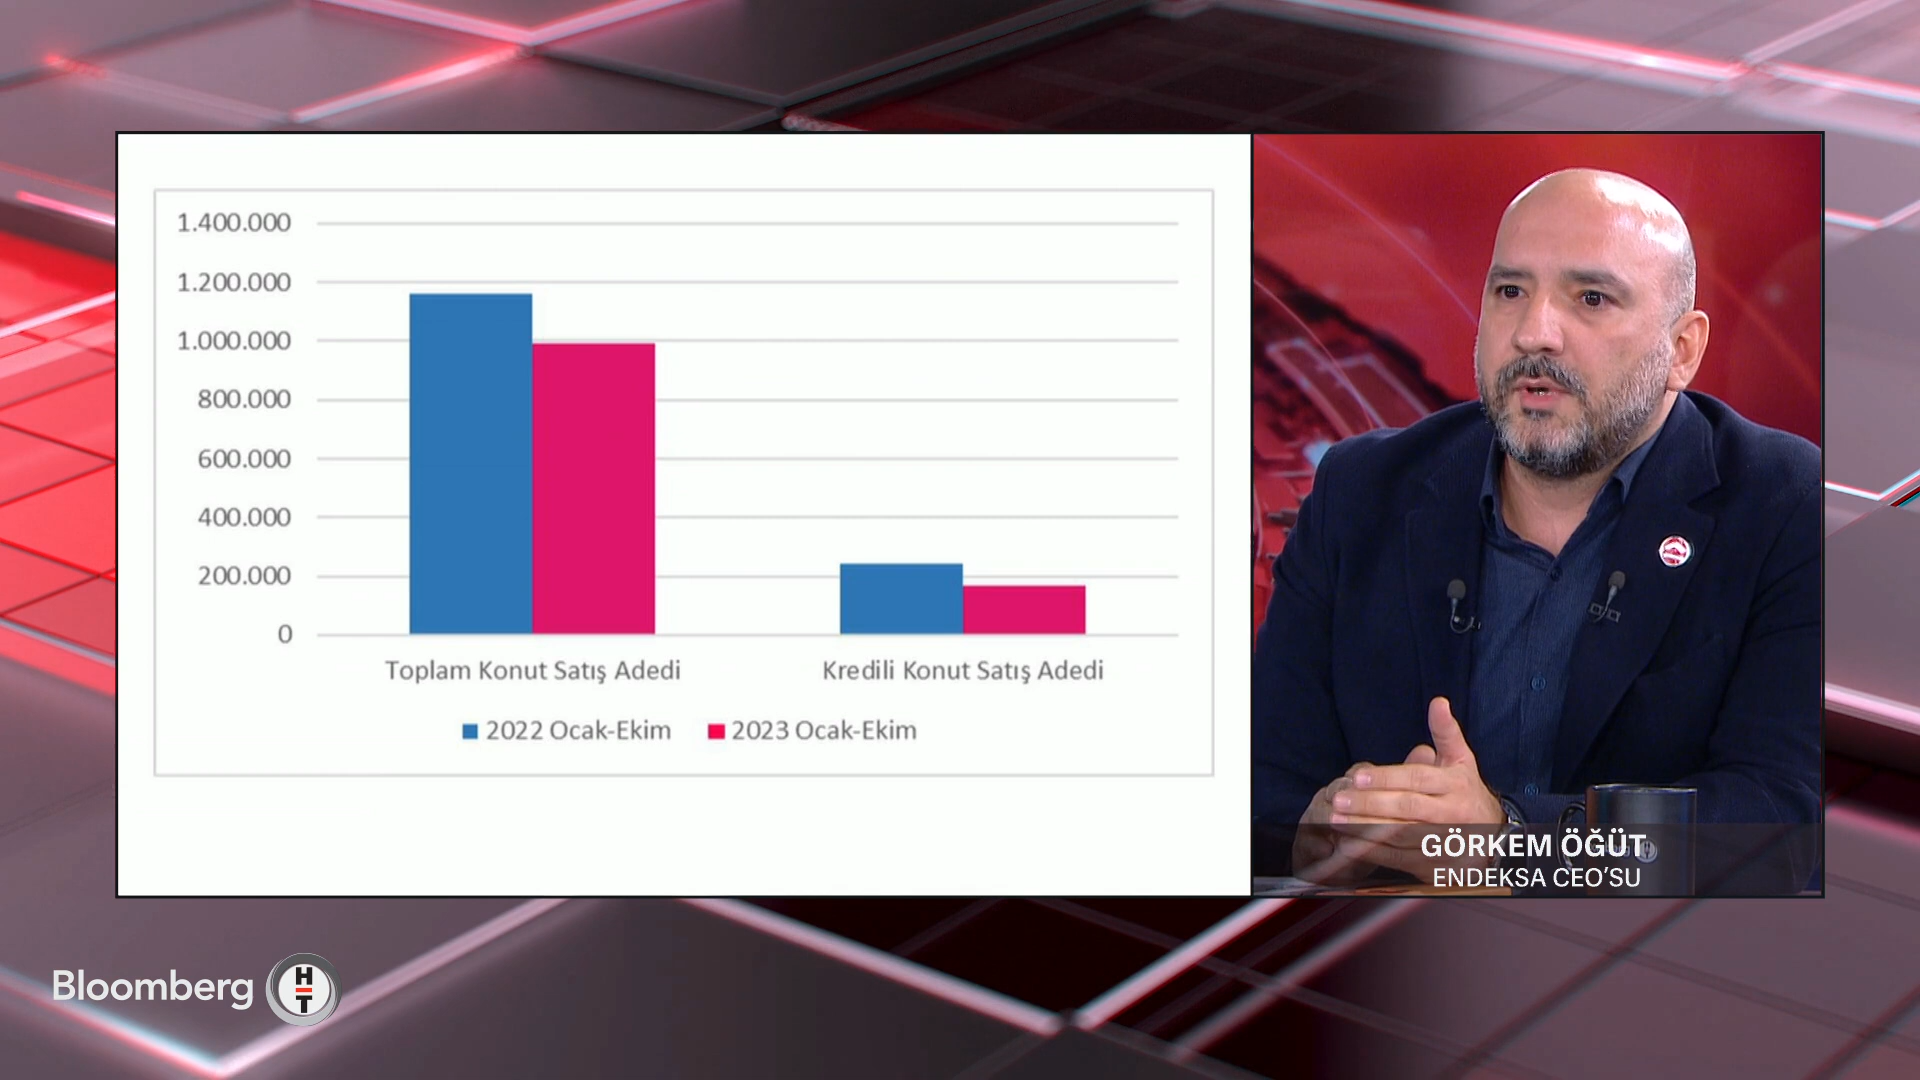 1.400.000
1.200.000
1.000.000
800.000
600.000
400.000
200.000
0
Toplam Konut Satış Adedi
Kredili Konut Satış Adedi
2022 Ocak-Ekim
2023 Ocak-Ekim
GÖRKEM ÖĞÜT
ENDEKSA CEO'SU
Bloomberg HT